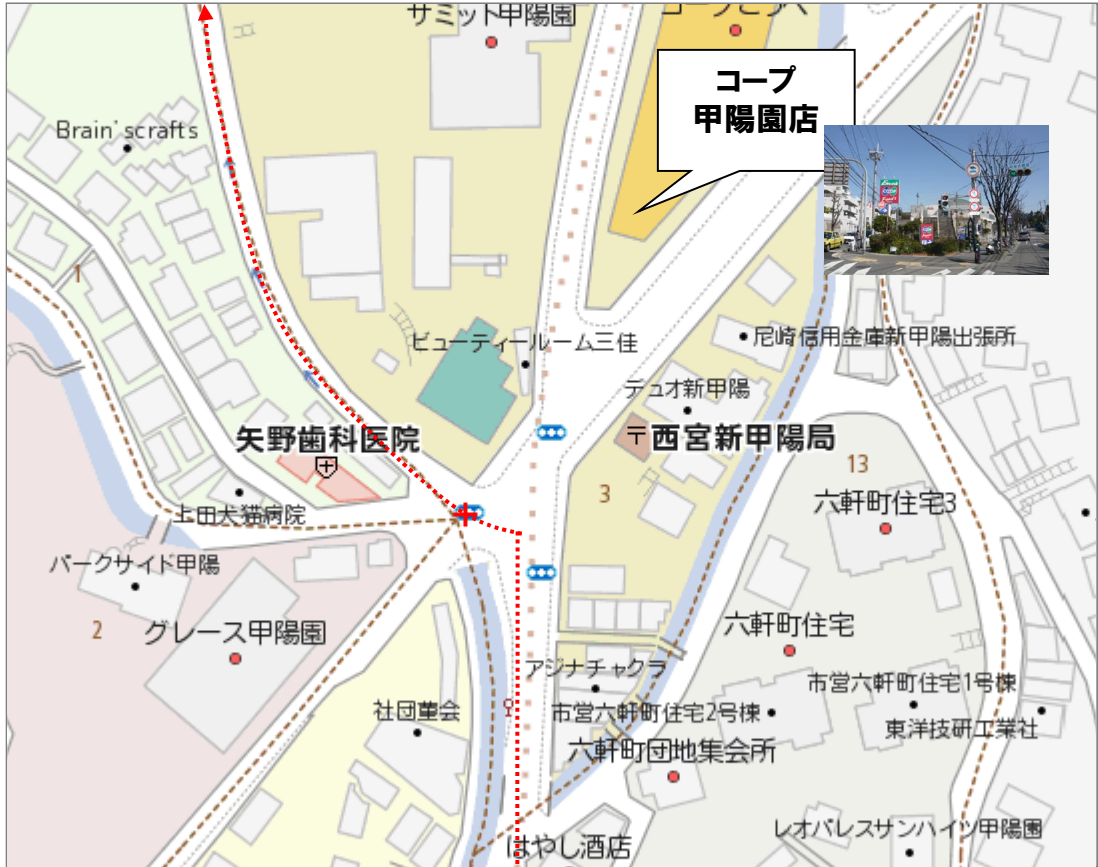 サミット甲陽園
コープこうべ
コープ
甲陽園店
Brain'scrafts
1
ビューティールーム三佳
尼崎信用金庫新甲陽出張所
デュオ新甲陽
矢野歯科医院
〒西宮新甲陽局
13
3
六軒町住宅3
上田犬猫病院
パークサイド甲陽
2
グレース甲陽園
六軒町住宅
アジナチャクラ
市営六軒町住宅1号棟
社団菫会
市営六軒町住宅2号棟
東洋技研工業社
六軒町団地集会所
はやし酒店
レオパレスサンハイツ甲陽園